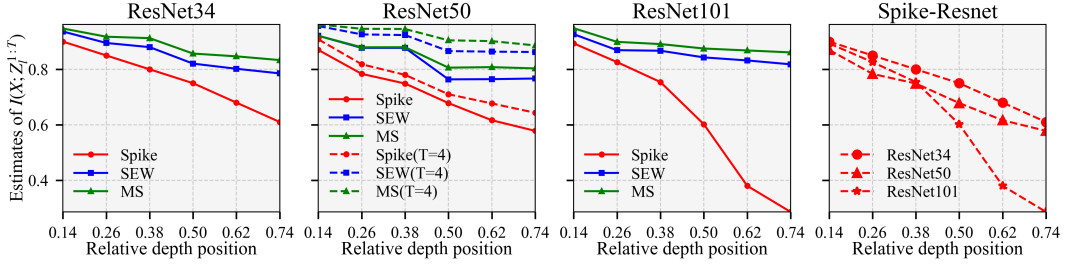 ResNet34
ResNet50
ResNet101
Spike-Resnet
Estimates of I(X; Z_l^{1:T})
0.8
0.6
0.4
Spike
SEW
MS
0.14 0.26 0.38 0.50 0.62 0.74
Relative depth position
Spike
SEW
MS
Spike(T=4)
SEW(T=4)
MS(T=4)
0.14 0.26 0.38 0.50 0.62 0.74
Relative depth position
Spike
SEW
MS
0.14 0.26 0.38 0.50 0.62 0.74
Relative depth position
ResNet34
ResNet50
ResNet101
0.14 0.26 0.38 0.50 0.62 0.74
Relative depth position